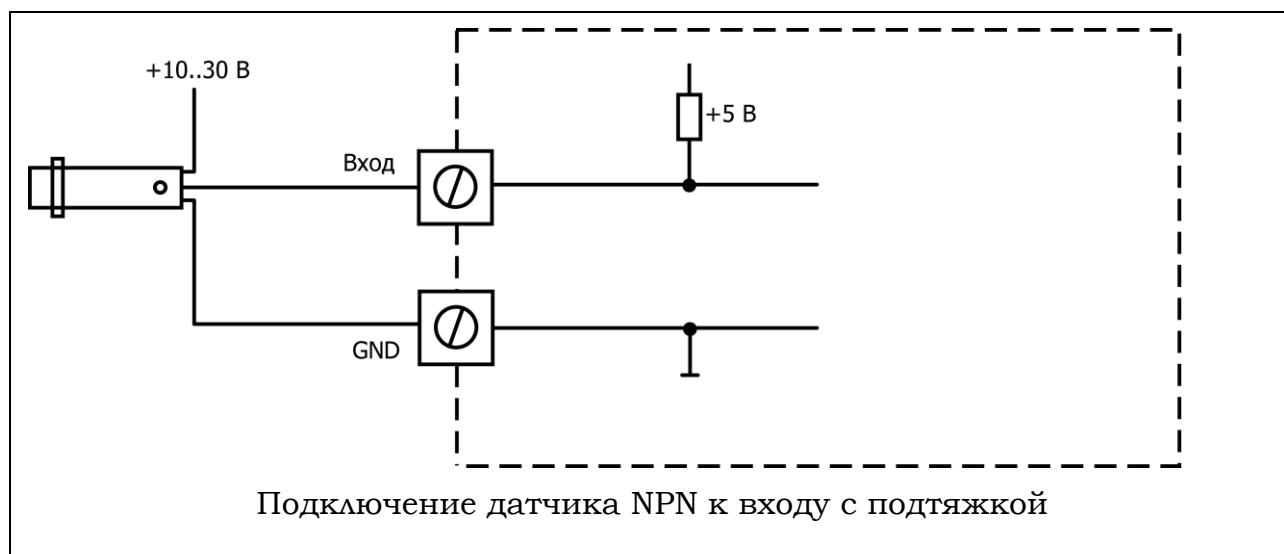 +10..30 В
+5 В
Вход
GND
Подключение датчика NPN к входу с подтяжкой